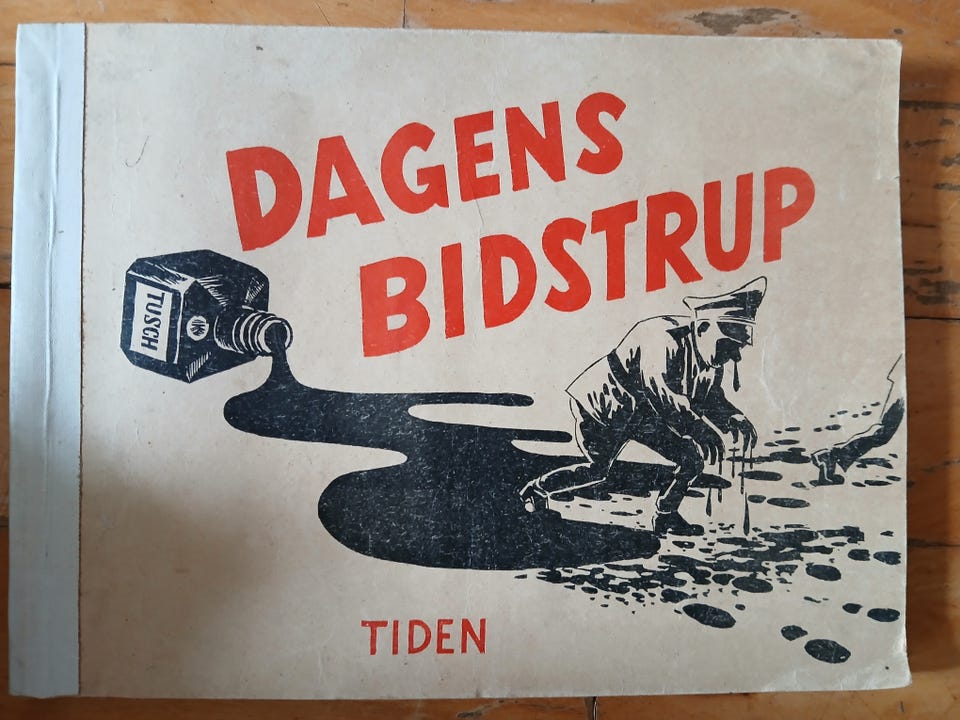 DAGENS
BIDSTRUP
TUSCH
TIDEN